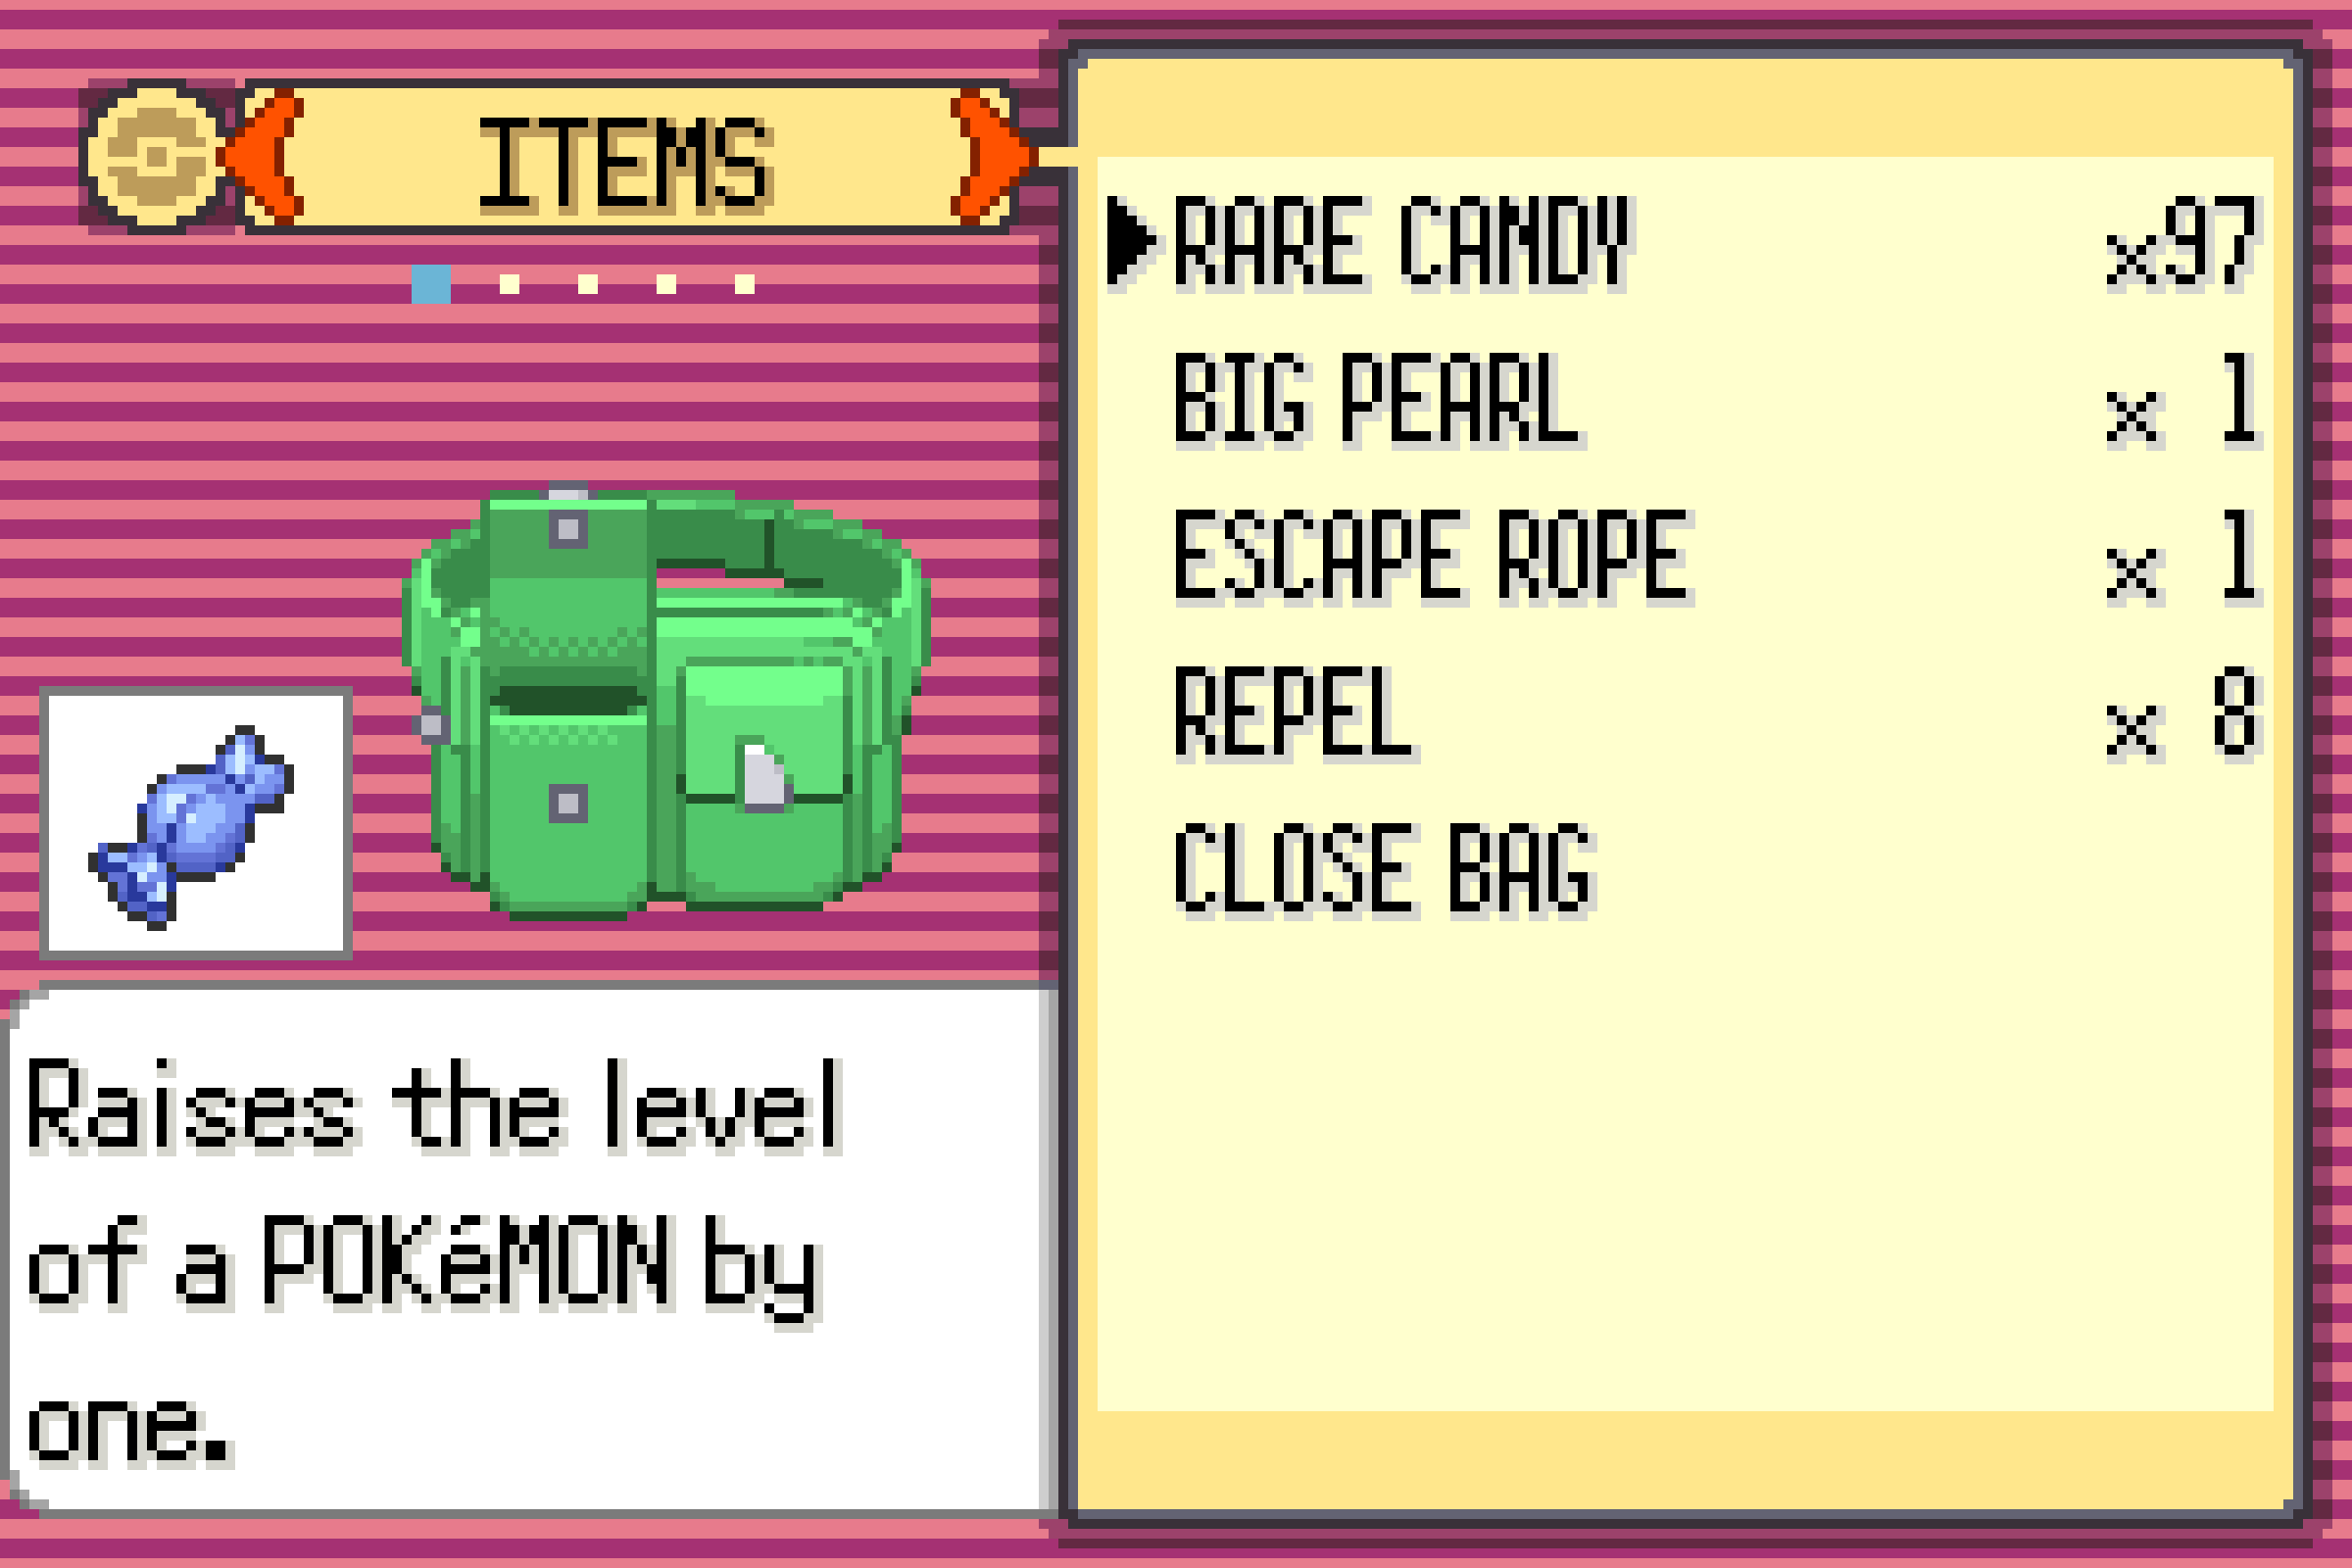 ITEMS
RARE CANDY ×97
BIG PEARL × 1
ESCAPE ROPE × 1
REPEL × 8
CLOSE BAG
Raises the level
of a POKéMON by
one.